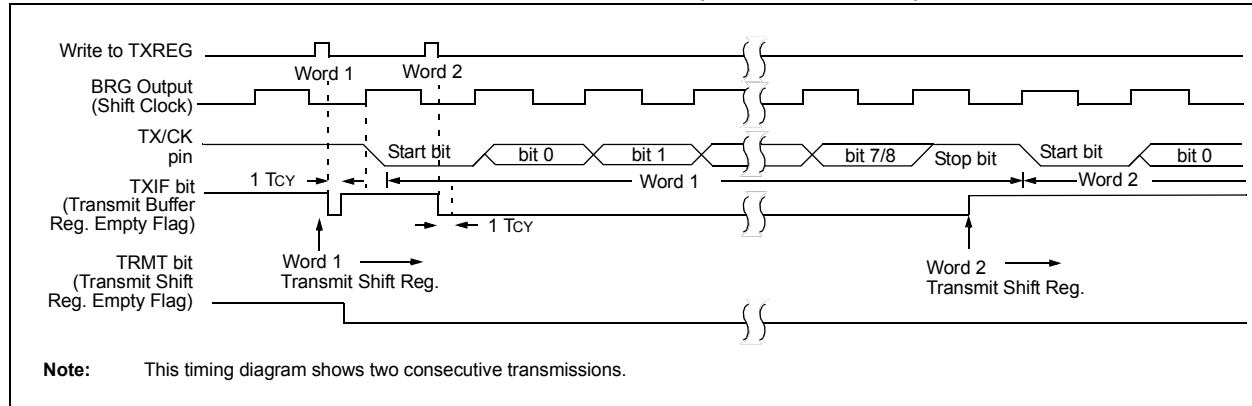 Write to TXREG
Word 1
Word 2
BRG Output
(Shift Clock)
TX/CK
pin
Start bit
bit 0
bit 1
bit 7/8
Stop bit
Start bit
bit 0
1 TCY
Word 1
Word 2
TXIF bit
(Transmit Buffer
Reg. Empty Flag)
1 TCY
Word 1
Transmit Shift Reg.
Word 2
Transmit Shift Reg.
TRMT bit
(Transmit Shift
Reg. Empty Flag)
Note: This timing diagram shows two consecutive transmissions.